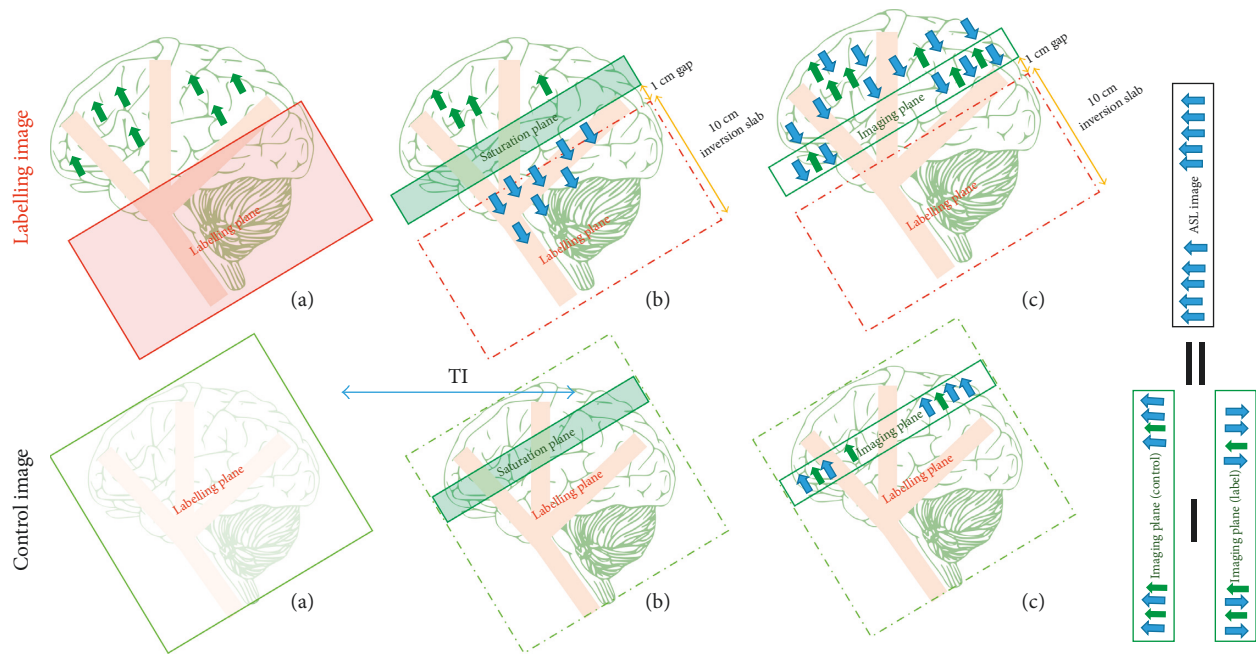 Labelling image
Labelling plane
(a)
Saturation plane
1 cm gap
10 cm
inversion slab
Labelling plane
(b)
Imaging plane
1 cm gap
10 cm
inversion slab
Labelling plane
(c)
ASL image
Control image
Labelling plane
(a)
TI
Saturation plane
Labelling plane
(b)
Imaging plane
Labelling plane
(c)
Imaging plane (control)
Imaging plane (label)